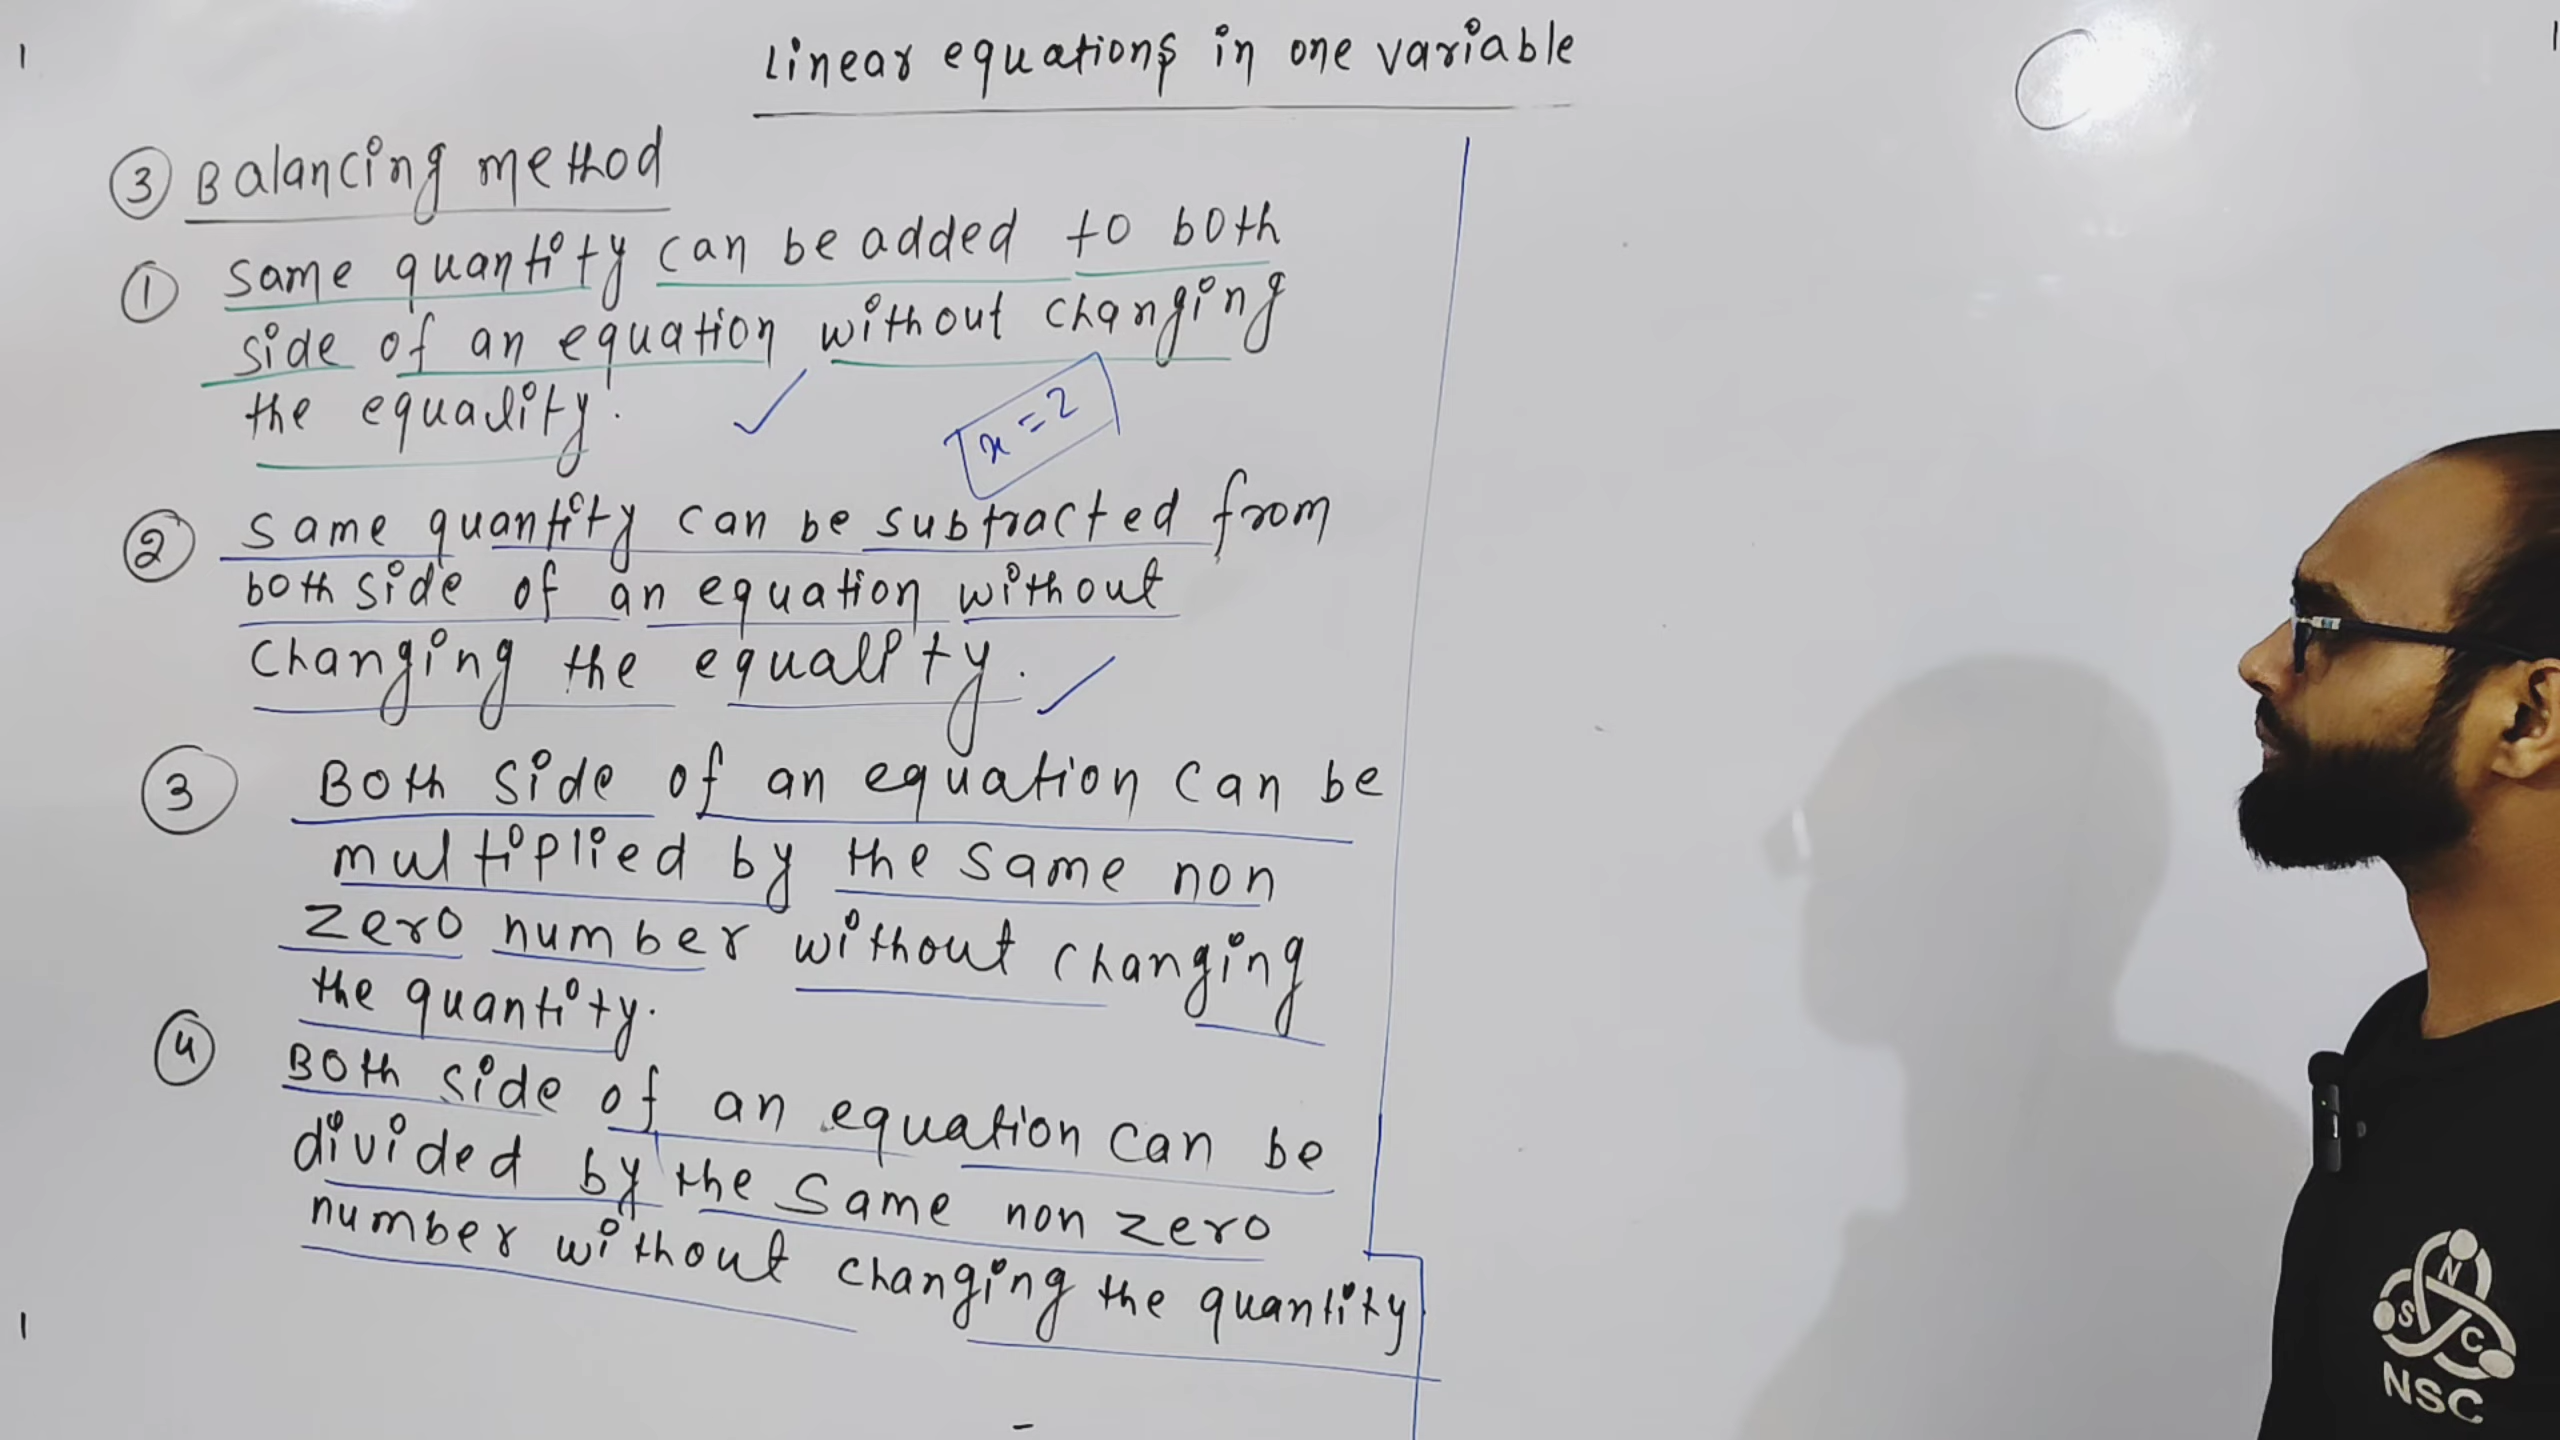 Linear equations in one variable
③ Balancing method
① Same quantity can be added to both
side of an equation without changing
the equality.
x = 2
② Same quantity can be subtracted from
both side of an equation without
changing the equality.
③ Both side of an equation can be
multiplied by the same non
zero number without changing
the quantity.
④ Both side of an equation can be
divided by the same non zero
number without changing the quantity
N
S C
NSC